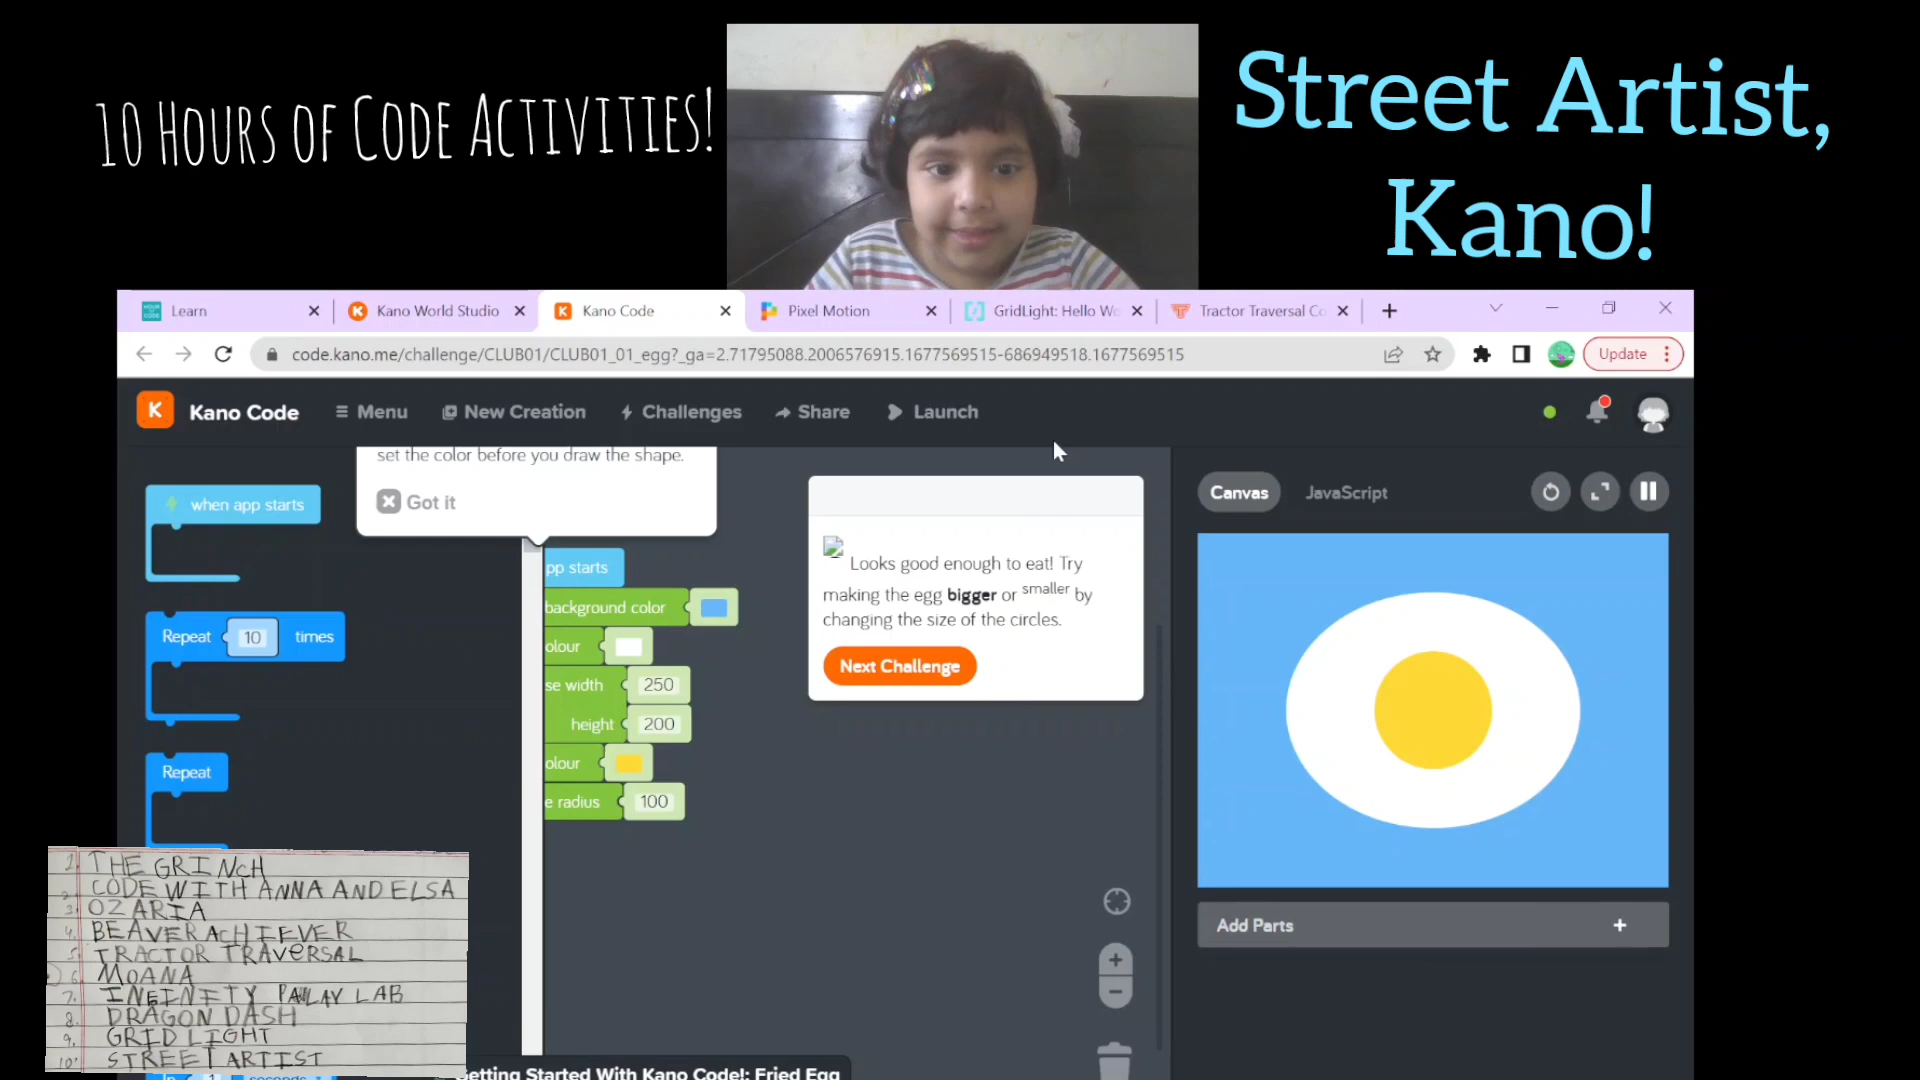 10 Hours of Code Activities!
Street Artist,
Kano!
Learn
Kano World Studio
Kano Code
Pixel Motion
GridLight: Hello Wo
Tractor Traversal Co
code.kano.me/challenge/CLUB01/CLUB01_01_egg?_ga=2.71795088.2006576915.1677569515-686949518.1677569515
Update
K
Kano Code
Menu
New Creation
Challenges
Share
Launch
set the color before you draw the shape.
Got it
when app starts
Repeat 10 times
Repeat
pp starts
background color
olour
se width 250
height 200
olour
e radius 100
Looks good enough to eat! Try
making the egg bigger or smaller by
changing the size of the circles.
Next Challenge
Canvas
JavaScript
Add Parts
Getting Started With Kano Code!: Fried Egg
1. THE GRINCH
2. CODE WITH ANNA AND ELSA
3. OZARIA
4. BEAVER ACHIEVER
5. TRACTOR TRAVERSAL
6. MOANA
7. INFINITY LAB
8. DRAGON DASH
9. GRID LIGHT
10. STREET ARTIST